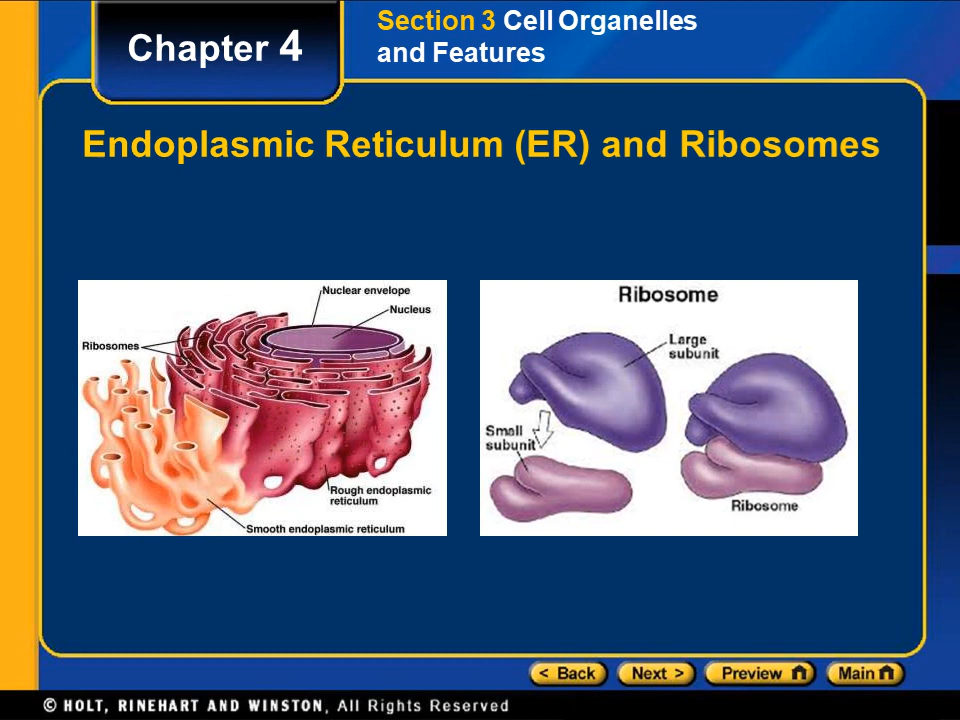 Chapter 4
Section 3 Cell Organelles
and Features
Endoplasmic Reticulum (ER) and Ribosomes
Nuclear envelope
Nucleus
Ribosomes
Rough endoplasmic
reticulum
Smooth endoplasmic reticulum
Ribosome
Large
subunit
Small
subunit
Ribosome
< Back
Next >
Preview
Main
© HOLT, RINEHART AND WINSTON, All Rights Reserved